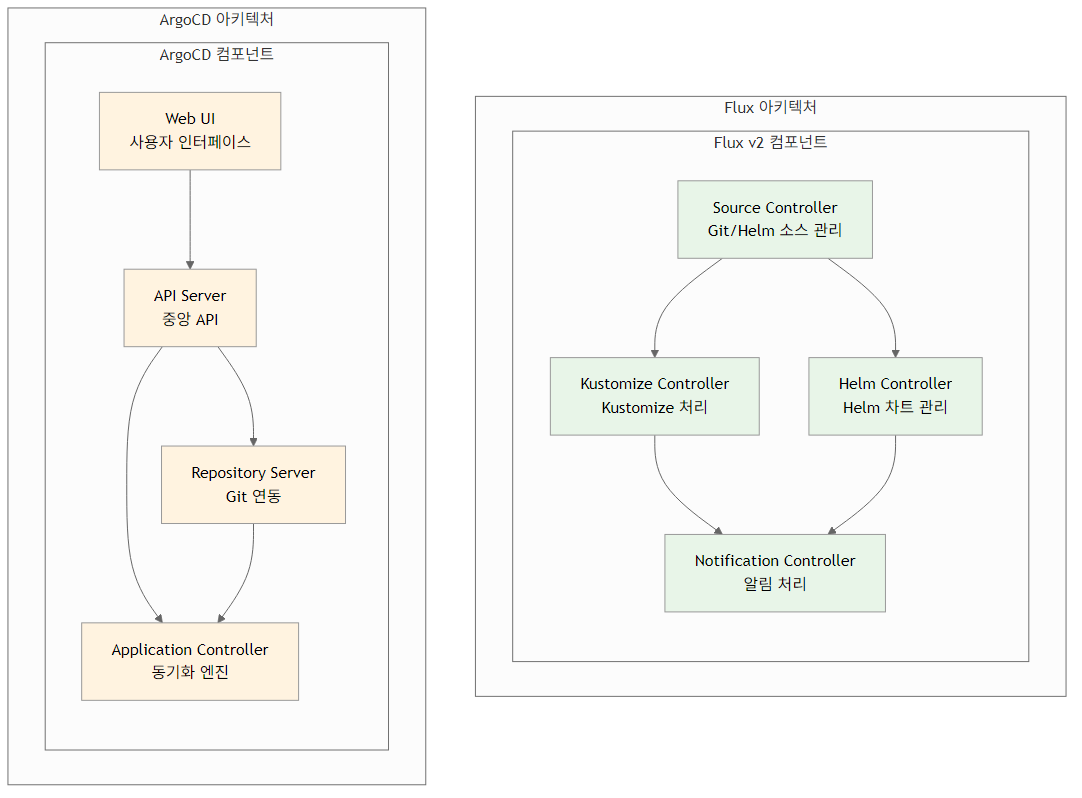 ArgoCD 아키텍처
ArgoCD 컴포넌트
Web UI
사용자 인터페이스
API Server
중앙 API
Repository Server
Git 연동
Application Controller
동기화 엔진
Flux 아키텍처
Flux v2 컴포넌트
Source Controller
Git/Helm 소스 관리
Kustomize Controller
Kustomize 처리
Helm Controller
Helm 차트 관리
Notification Controller
알림 처리